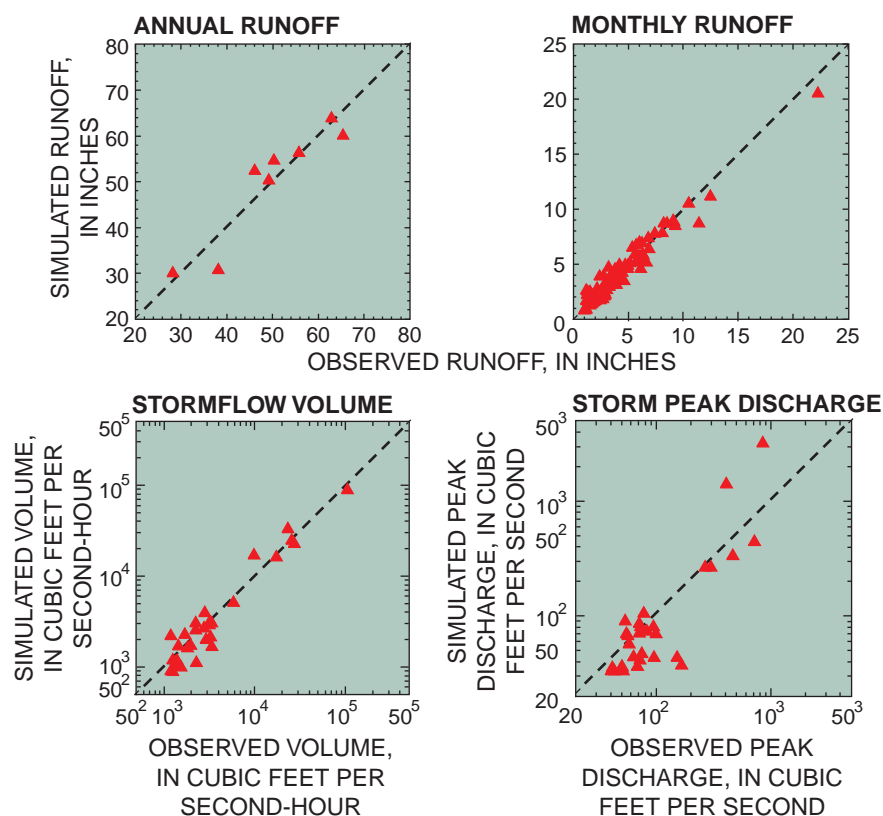 ANNUAL RUNOFF
SIMULATED RUNOFF,
IN INCHES
80
70
60
50
40
30
20
20 30 40 50 60 70 80
MONTHLY RUNOFF
25
20
15
10
5
0
0 5 10 15 20 25
OBSERVED RUNOFF, IN INCHES
STORMFLOW VOLUME
SIMULATED VOLUME,
IN CUBIC FEET PER
SECOND-HOUR
50⁵
10⁵
10⁴
10³
50²
50² 10³ 10⁴ 10⁵ 50⁵
OBSERVED VOLUME,
IN CUBIC FEET PER
SECOND-HOUR
STORM PEAK DISCHARGE
SIMULATED PEAK
DISCHARGE, IN CUBIC
FEET PER SECOND
50³
10³
50²
10²
50
20
20 10² 10³ 50³
OBSERVED PEAK
DISCHARGE, IN CUBIC
FEET PER SECOND